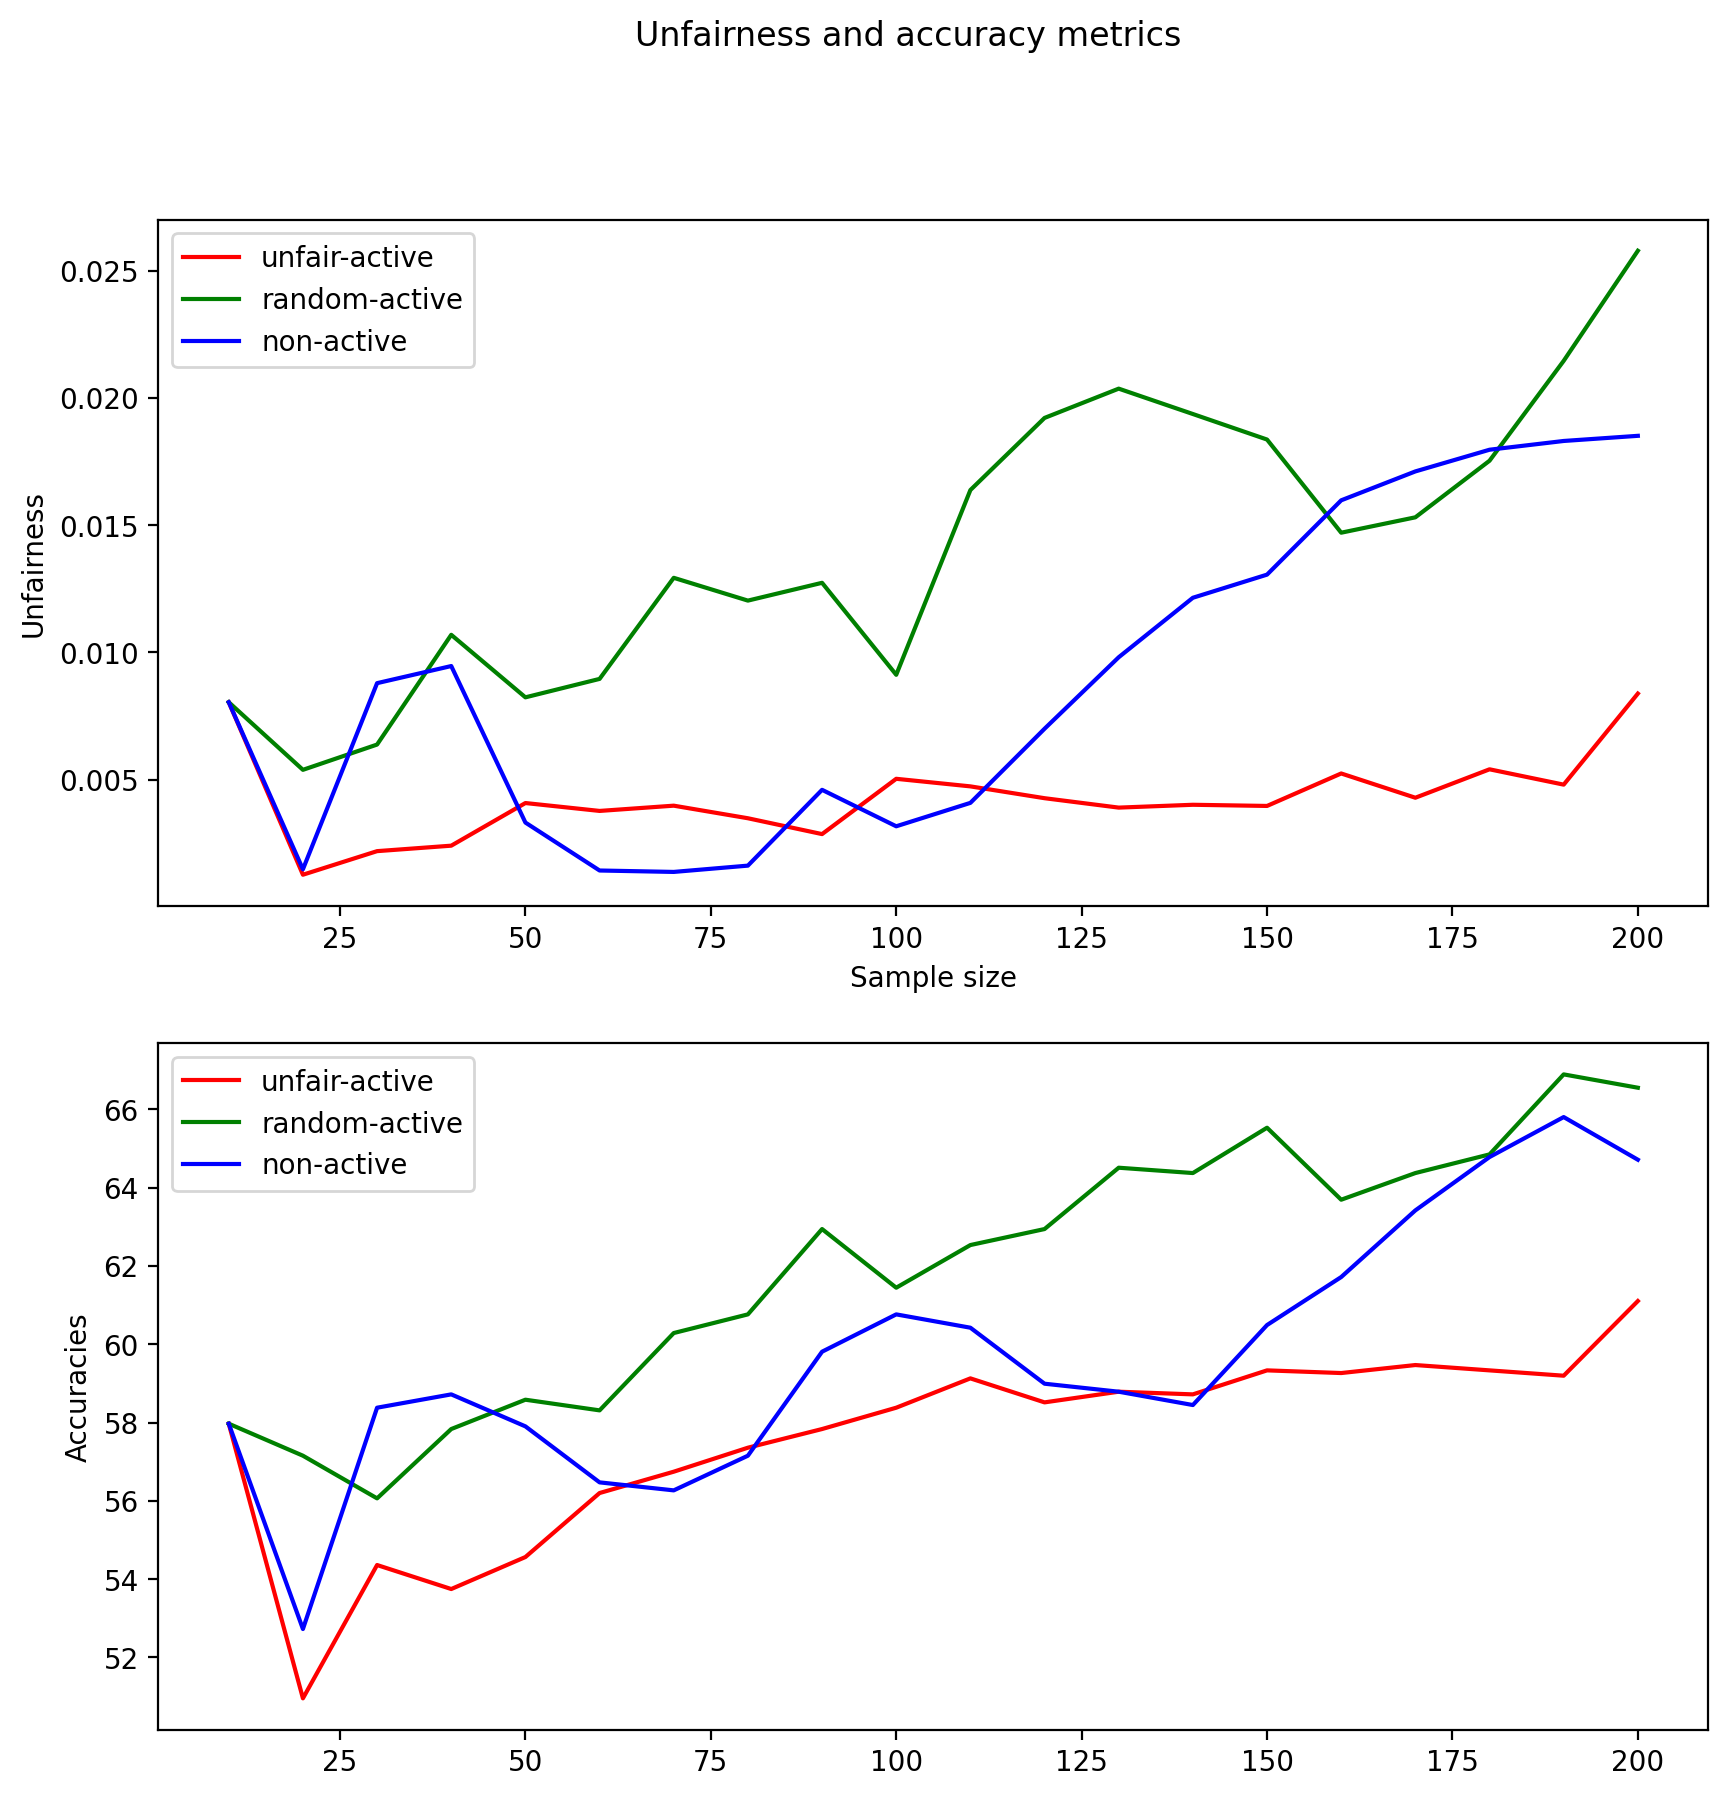 Unfairness and accuracy metrics
unfair-active
random-active
non-active
0.025
0.020
0.015
0.010
0.005
Unfairness
25 50 75 100 125 150 175 200
Sample size
unfair-active
random-active
non-active
66
64
62
60
58
56
54
52
Accuracies
25 50 75 100 125 150 175 200